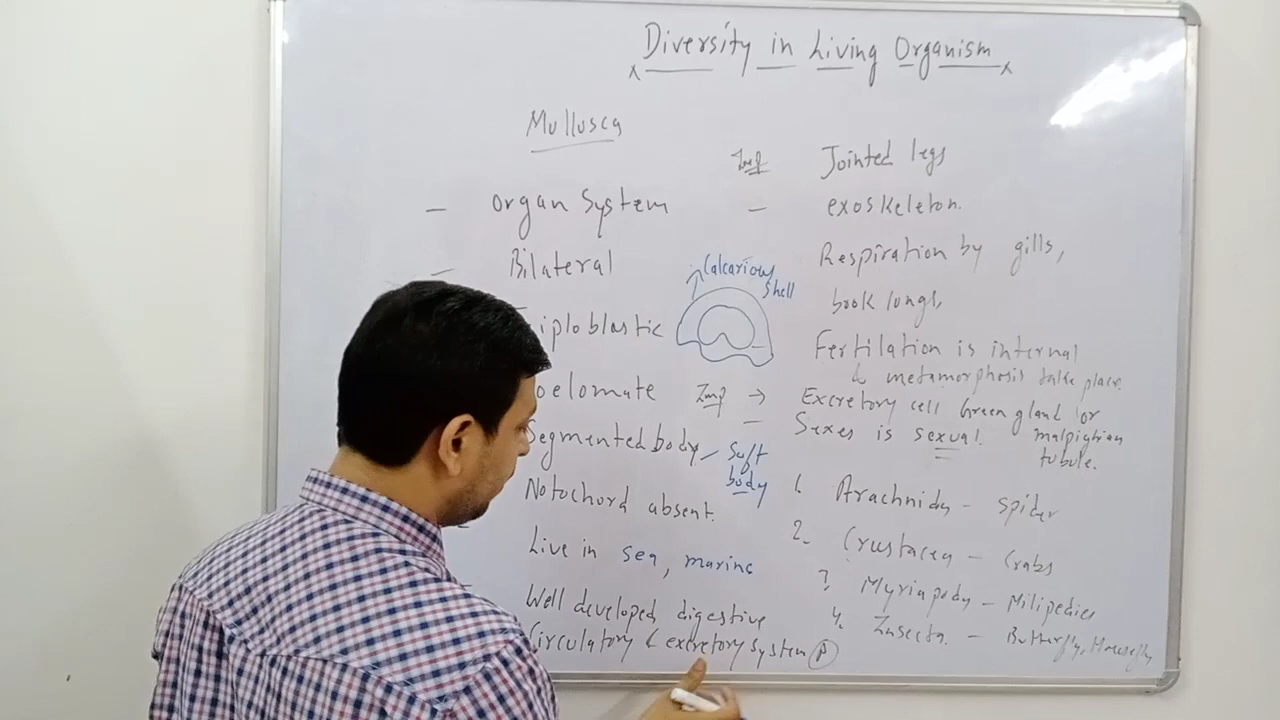 Diversity in Living Organism
Mullusca
- Organ System
- Bilateral
iploblastic
oelomate
Segmented body, Soft
body
Notochord absent.
Live in sea, marine
Well developed digestive
Circulatory & excretory system P
Calcarious
Shell
Imp Jointed legs
- exoskeleton.
Respiration by gills,
book lungs,
Fertilation is internal
& metamorphosis take place.
Imp → Excretory cell Green gland or
malpighian
tubule.
- Sexes is sexual.
1. Arachnida - Spider
2. Crustacea - Crabs
3 Myriapoda - Milipedies
4. Insecta. - Butterfly, Housefly